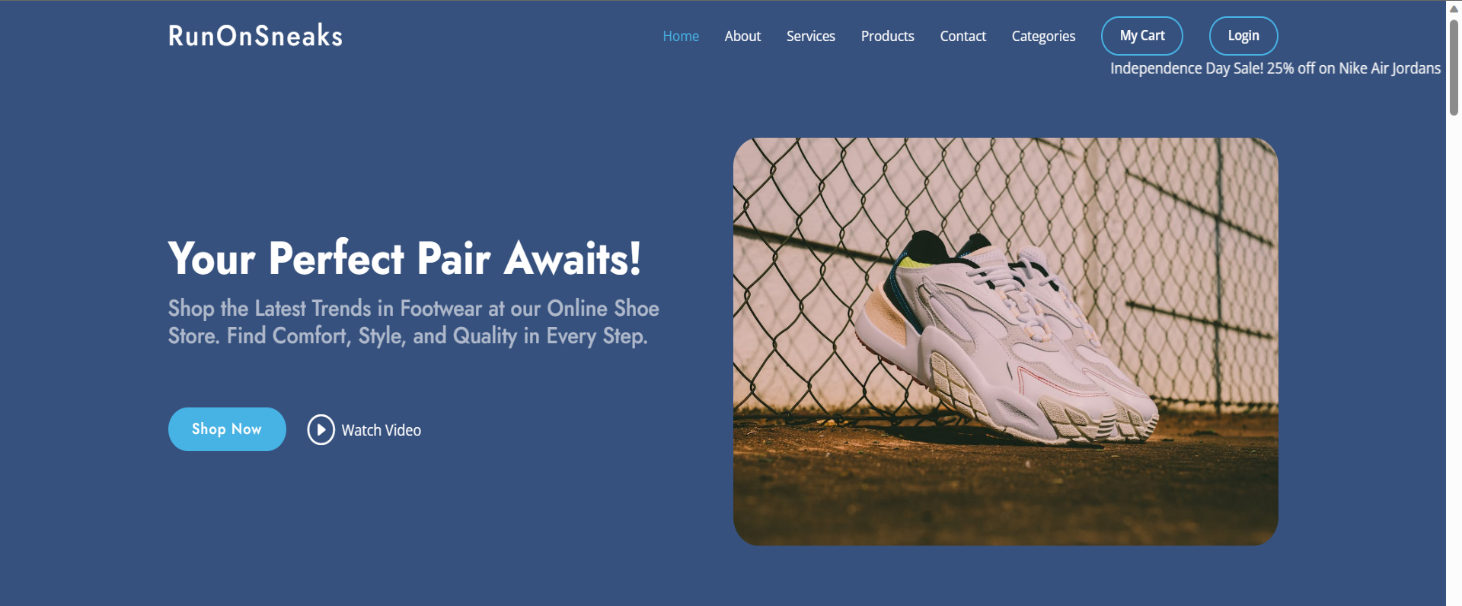 RunOnSneaks
Home About Services Products Contact Categories My Cart Login
Independence Day Sale! 25% off on Nike Air Jordans
Your Perfect Pair Awaits!
Shop the Latest Trends in Footwear at our Online Shoe
Store. Find Comfort, Style, and Quality in Every Step.
Shop Now Watch Video